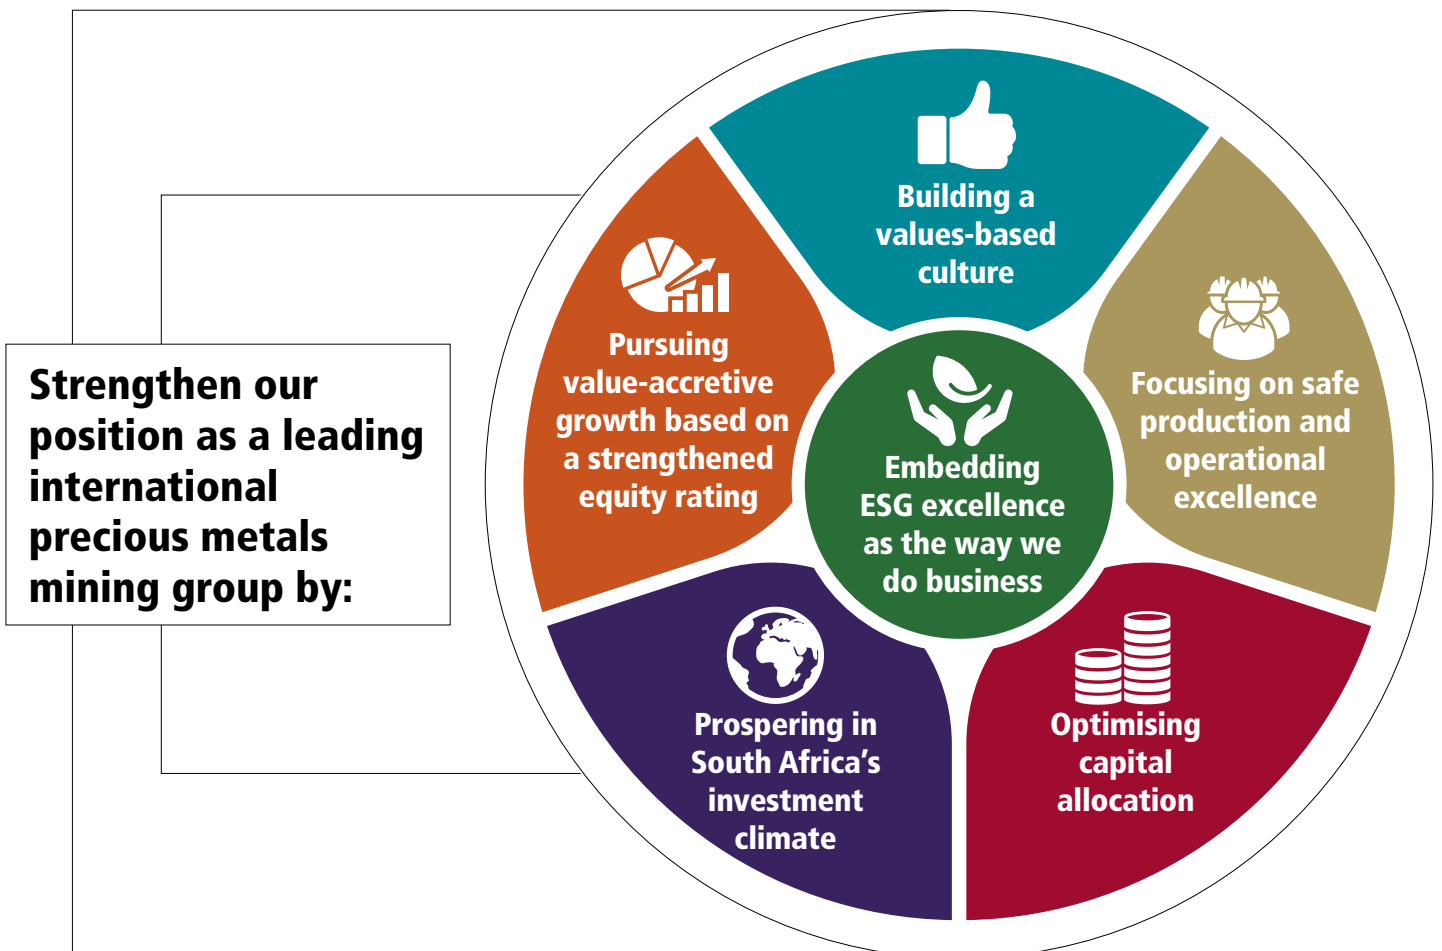 Strengthen our
position as a leading
international
precious metals
mining group by:
Building a
values-based
culture
Focusing on safe
production and
operational
excellence
Optimising
capital
allocation
Prospering in
South Africa’s
investment
climate
Pursuing
value-accretive
growth based on
a strengthened
equity rating
Embedding
ESG excellence
as the way we
do business